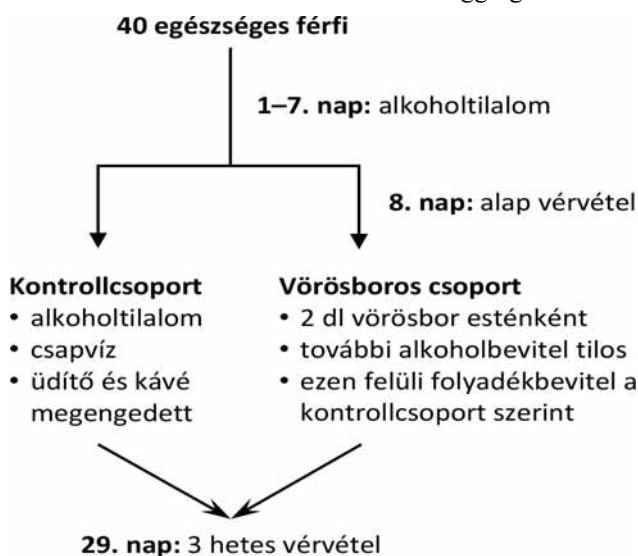 40 egészséges férfi
1–7. nap: alkoholtilalom
8. nap: alap vérvétel
Kontrollcsoport
• alkoholtilalom
• csapvíz
• üdítő és kávé
megengedett
Vörösboros csoport
• 2 dl vörösbor esténként
• további alkoholbevitel tilos
• ezen felüli folyadékbevitel a
kontrollcsoport szerint
29. nap: 3 hetes vérvétel